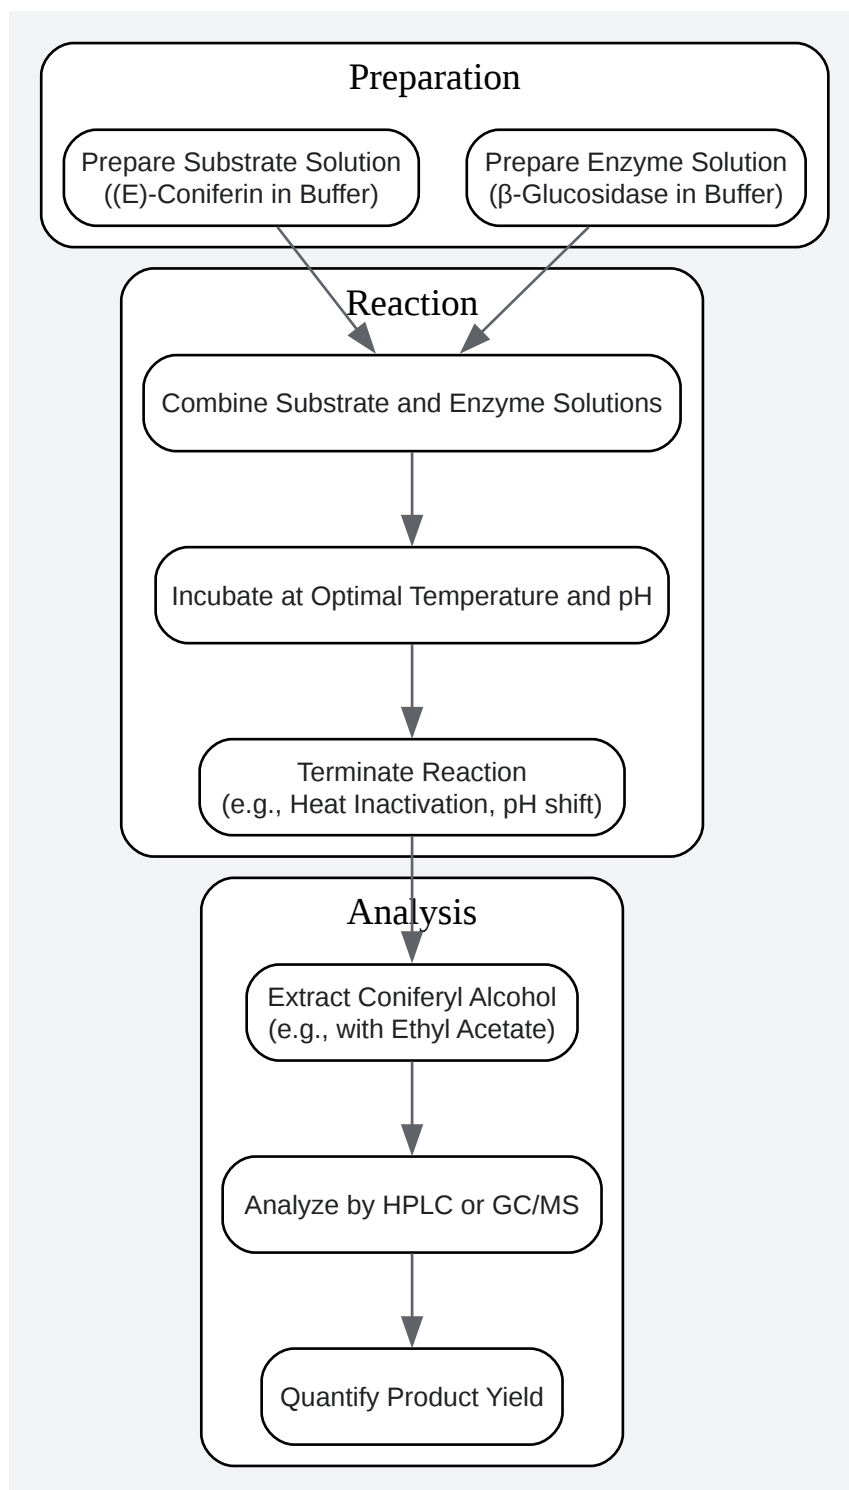 Preparation
Prepare Substrate Solution
((E)-Coniferin in Buffer)
Prepare Enzyme Solution
(β-Glucosidase in Buffer)
Reaction
Combine Substrate and Enzyme Solutions
Incubate at Optimal Temperature and pH
Terminate Reaction
(e.g., Heat Inactivation, pH shift)
Analysis
Extract Coniferyl Alcohol
(e.g., with Ethyl Acetate)
Analyze by HPLC or GC/MS
Quantify Product Yield